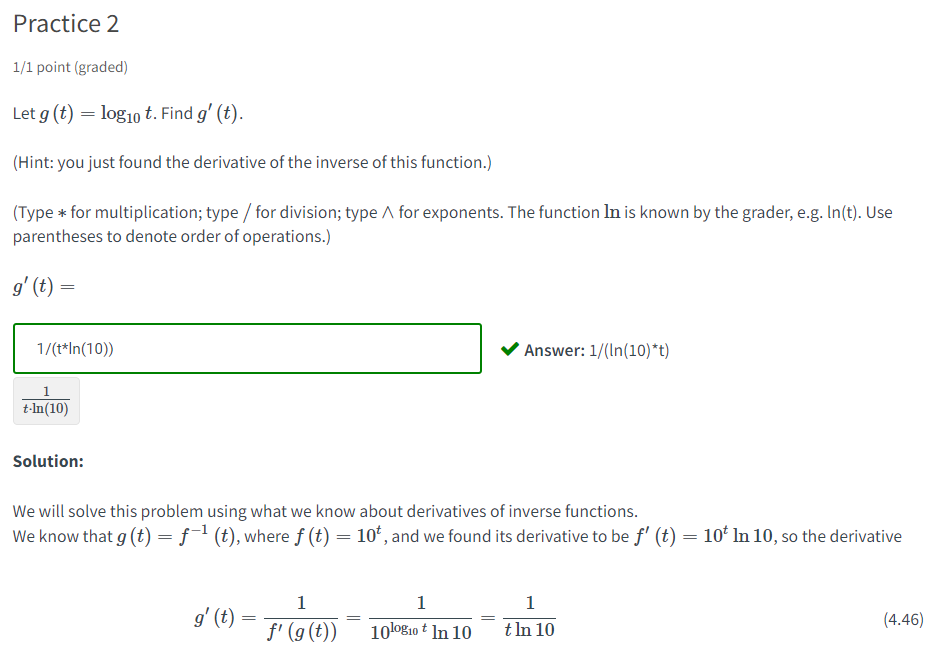 Practice 2
1/1 point (graded)
Let g (t) = log₁₀ t. Find g′ (t).
(Hint: you just found the derivative of the inverse of this function.)
(Type ∗ for multiplication; type / for division; type ∧ for exponents. The function ln is known by the grader, e.g. ln(t). Use
parentheses to denote order of operations.)
g′ (t) =
1/(t*ln(10))
Answer: 1/(ln(10)*t)
1/(t·ln(10))
Solution:
We will solve this problem using what we know about derivatives of inverse functions.
We know that g (t) = f⁻¹ (t), where f (t) = 10ᵗ, and we found its derivative to be f′ (t) = 10ᵗ ln 10, so the derivative
g′ (t) = 1/(f′ (g (t))) = 1/(10^(log₁₀ t) ln 10) = 1/(t ln 10) (4.46)